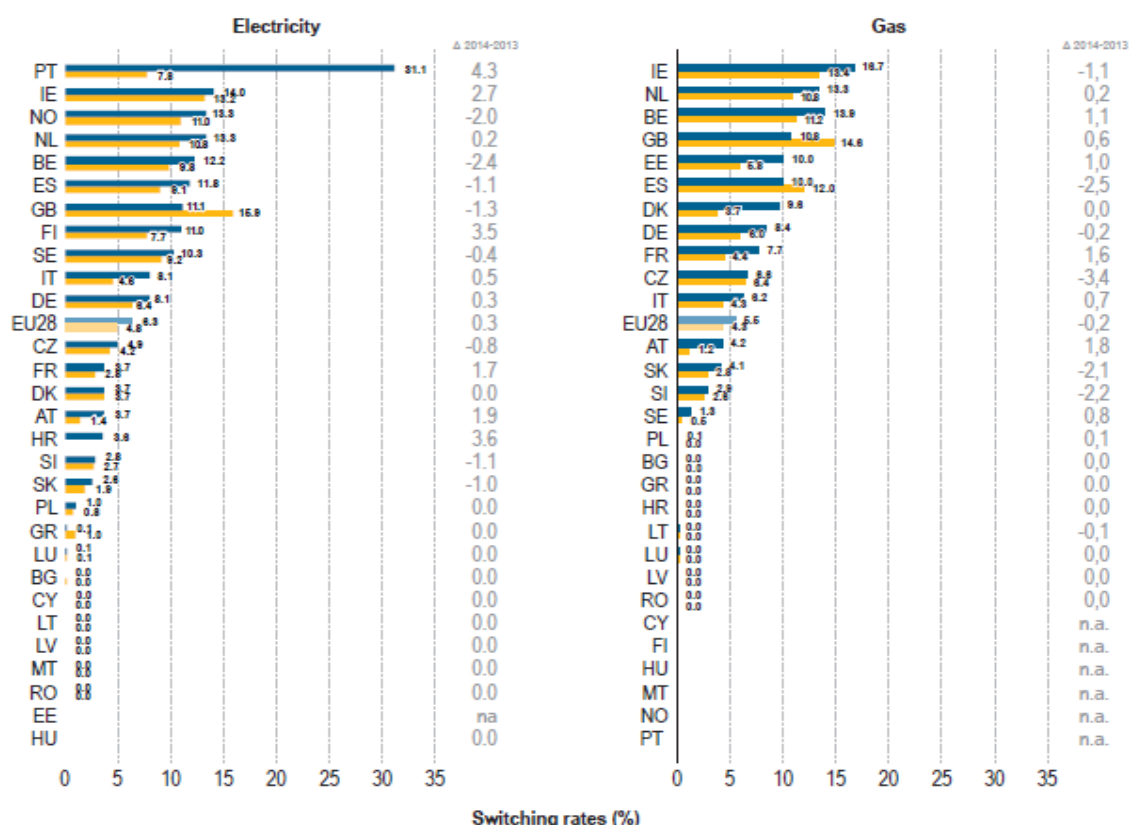 Electricity
Δ 2014-2013
PT 31.1 7.8 4.3
IE 14.0 13.2 2.7
NO 13.3 11.0 -2.0
NL 13.3 10.8 0.2
BE 12.2 9.8 -2.4
ES 11.8 9.1 -1.1
GB 11.1 15.9 -1.3
FI 11.0 7.7 3.5
SE 10.3 9.2 -0.4
IT 8.1 4.6 0.5
DE 8.1 6.4 0.3
EU28 6.3 4.8 0.3
CZ 4.9 4.2 -0.8
FR 3.7 2.8 1.7
DK 3.7 3.7 0.0
AT 3.7 1.4 1.9
HR 3.6 3.6
SI 2.8 2.7 -1.1
SK 2.6 1.9 -1.0
PL 1.0 0.8 0.0
GR 0.1 1.0 0.0
LU 0.1 0.1 0.0
BG 0.0 0.0 0.0
CY 0.0 0.0 0.0
LT 0.0 0.0 0.0
LV 0.0 0.0 0.0
MT 0.0 0.0 0.0
RO 0.0 0.0 0.0
EE na
HU 0.0
0 5 10 15 20 25 30 35
Gas
Δ 2014-2013
IE 16.7 13.4 -1,1
NL 13.3 10.8 0,2
BE 13.9 11.2 1,1
GB 10.8 14.6 0,6
EE 10.0 5.8 1,0
ES 10.0 12.0 -2,5
DK 9.6 3.7 0,0
DE 8.4 6.0 -0,2
FR 7.7 4.4 1,6
CZ 6.6 6.4 -3,4
IT 6.2 4.3 0,7
EU28 5.5 4.3 -0,2
AT 4.2 1.2 1,8
SK 4.1 2.8 -2,1
SI 2.9 2.6 -2,2
SE 1.3 0.5 0,8
PL 0.1 0.0 0,1
BG 0.0 0.0 0,0
GR 0.0 0.0 0,0
HR 0.0 0.0 0,0
LT 0.0 0.0 -0,1
LU 0.0 0.0 0,0
LV 0.0 0.0 0,0
RO 0.0 0.0 0,0
CY n.a.
FI n.a.
HU n.a.
MT n.a.
NO n.a.
PT n.a.
0 5 10 15 20 25 30 35
Switching rates (%)